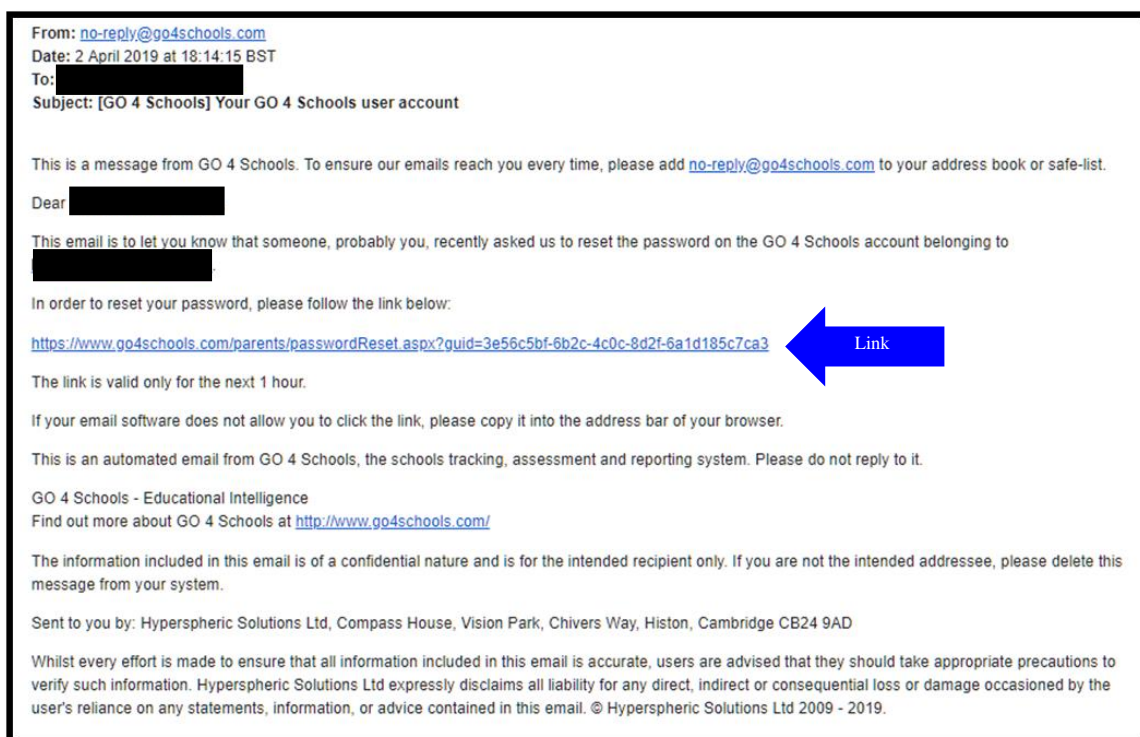 From: no-reply@go4schools.com
Date: 2 April 2019 at 18:14:15 BST
To:
Subject: [GO 4 Schools] Your GO 4 Schools user account
This is a message from GO 4 Schools. To ensure our emails reach you every time, please add no-reply@go4schools.com to your address book or safe-list.
Dear
This email is to let you know that someone, probably you, recently asked us to reset the password on the GO 4 Schools account belonging to
.
In order to reset your password, please follow the link below:
https://www.go4schools.com/parents/passwordReset.aspx?guid=3e56c5bf-6b2c-4c0c-8d2f-6a1d185c7ca3
Link
The link is valid only for the next 1 hour.
If your email software does not allow you to click the link, please copy it into the address bar of your browser.
This is an automated email from GO 4 Schools, the schools tracking, assessment and reporting system. Please do not reply to it.
GO 4 Schools - Educational Intelligence
Find out more about GO 4 Schools at http://www.go4schools.com/
The information included in this email is of a confidential nature and is for the intended recipient only. If you are not the intended addressee, please delete this
message from your system.
Sent to you by: Hyperspheric Solutions Ltd, Compass House, Vision Park, Chivers Way, Histon, Cambridge CB24 9AD
Whilst every effort is made to ensure that all information included in this email is accurate, users are advised that they should take appropriate precautions to
verify such information. Hyperspheric Solutions Ltd expressly disclaims all liability for any direct, indirect or consequential loss or damage occasioned by the
user's reliance on any statements, information, or advice contained in this email. © Hyperspheric Solutions Ltd 2009 - 2019.